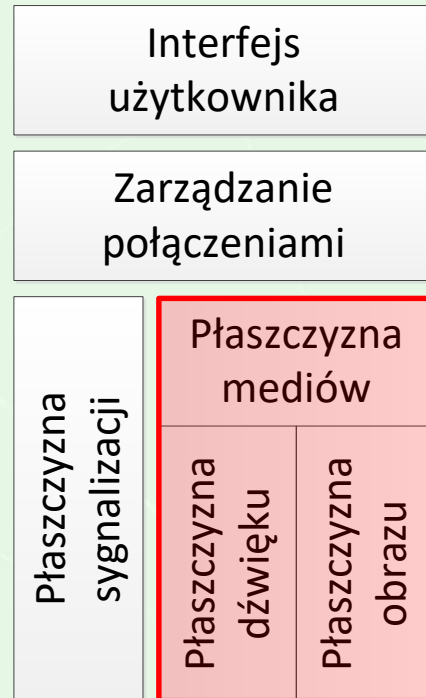 Interfejs
użytkownika
Zarządzanie
połączeniami
Płaszczyzna
sygnalizacji
Płaszczyzna
mediów
Płaszczyzna
dźwięku
Płaszczyzna
obrazu